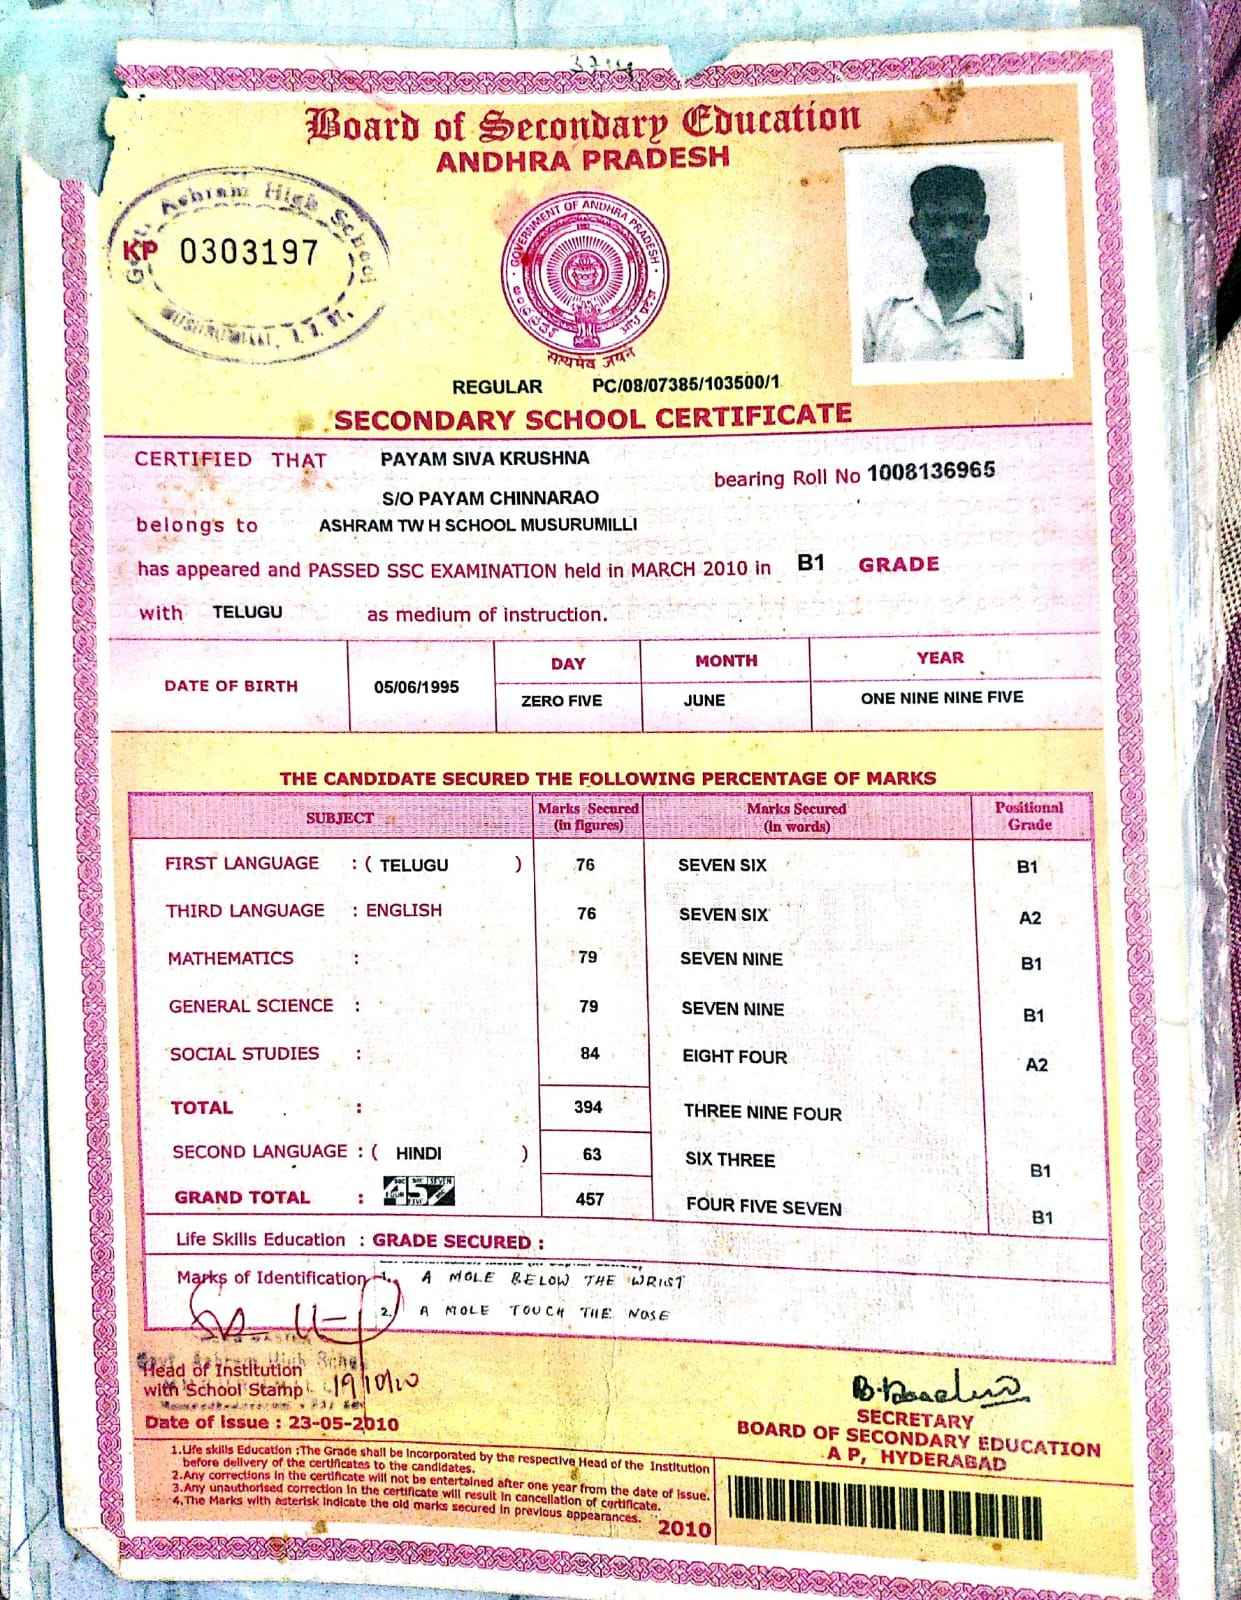 Board of Secondary Education
ANDHRA PRADESH
Govt. Ashram High School
KP 0303197
GOVERNMENT OF ANDHRA PRADESH
सत्यमेव जयते
REGULAR PC/08/07385/103500/1
SECONDARY SCHOOL CERTIFICATE
CERTIFIED THAT PAYAM SIVA KRUSHNA
bearing Roll No 1008136965
S/O PAYAM CHINNARAO
belongs to ASHRAM TW H SCHOOL MUSURUMILLI
has appeared and PASSED SSC EXAMINATION held in MARCH 2010 in B1 GRADE
with TELUGU as medium of instruction.
DATE OF BIRTH 05/06/1995 DAY MONTH YEAR
ZERO FIVE JUNE ONE NINE NINE FIVE
THE CANDIDATE SECURED THE FOLLOWING PERCENTAGE OF MARKS
SUBJECT Marks Secured (in figures) Marks Secured (in words) Positional Grade
FIRST LANGUAGE : ( TELUGU ) 76 SEVEN SIX B1
THIRD LANGUAGE : ENGLISH 76 SEVEN SIX A2
MATHEMATICS : 79 SEVEN NINE B1
GENERAL SCIENCE : 79 SEVEN NINE B1
SOCIAL STUDIES : 84 EIGHT FOUR A2
TOTAL : 394 THREE NINE FOUR
SECOND LANGUAGE : ( HINDI ) 63 SIX THREE B1
GRAND TOTAL : 457 457 FOUR FIVE SEVEN B1
Life Skills Education : GRADE SECURED :
Marks of Identification 1. A MOLE BELOW THE WRIST
2. A MOLE TOUCH THE NOSE
Head of Institution
with School Stamp 19/10/10
Date of Issue : 23-05-2010
SECRETARY
BOARD OF SECONDARY EDUCATION
A P, HYDERABAD
1.Life skills Education :The Grade shall be Incorporated by the respective Head of the Institution
before delivery of the certificates to the candidates.
2.Any corrections in the certificate will not be entertained after one year from the date of issue.
3.Any unauthorised correction in the certificate will result in cancellation of certificate.
4.The Marks with asterisk indicate the old marks secured in previous appearances.
2010